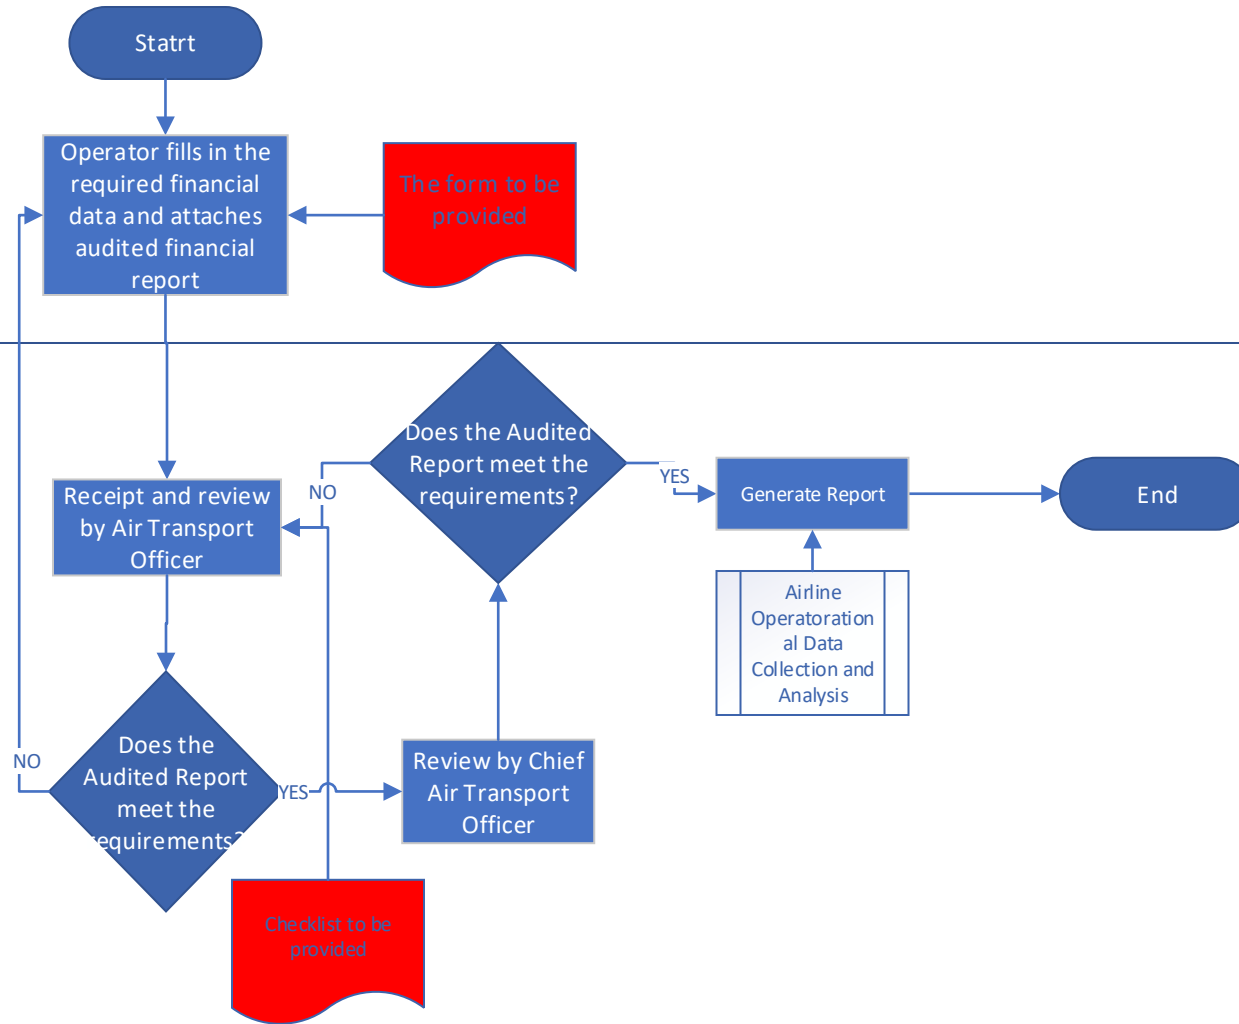 Statrt
Operator fills in the
required financial
data and attaches
audited financial
report
The form to be
provided
Does the Audited
Report meet the
requirements?
NO
YES
Receipt and review
by Air Transport
Officer
Generate Report
End
Airline
Operatoration
al Data
Collection and
Analysis
Does the
Audited Report
meet the
requirements?
NO
YES
Review by Chief
Air Transport
Officer
Checklist to be
provided